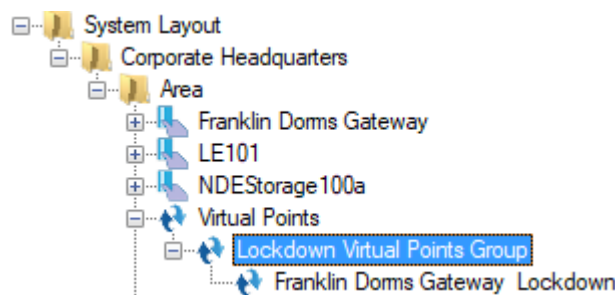 System Layout
Corporate Headquarters
Area
Franklin Dorms Gateway
LE101
NDEStorage100a
Virtual Points
Lockdown Virtual Points Group
Franklin Dorms Gateway Lockdown